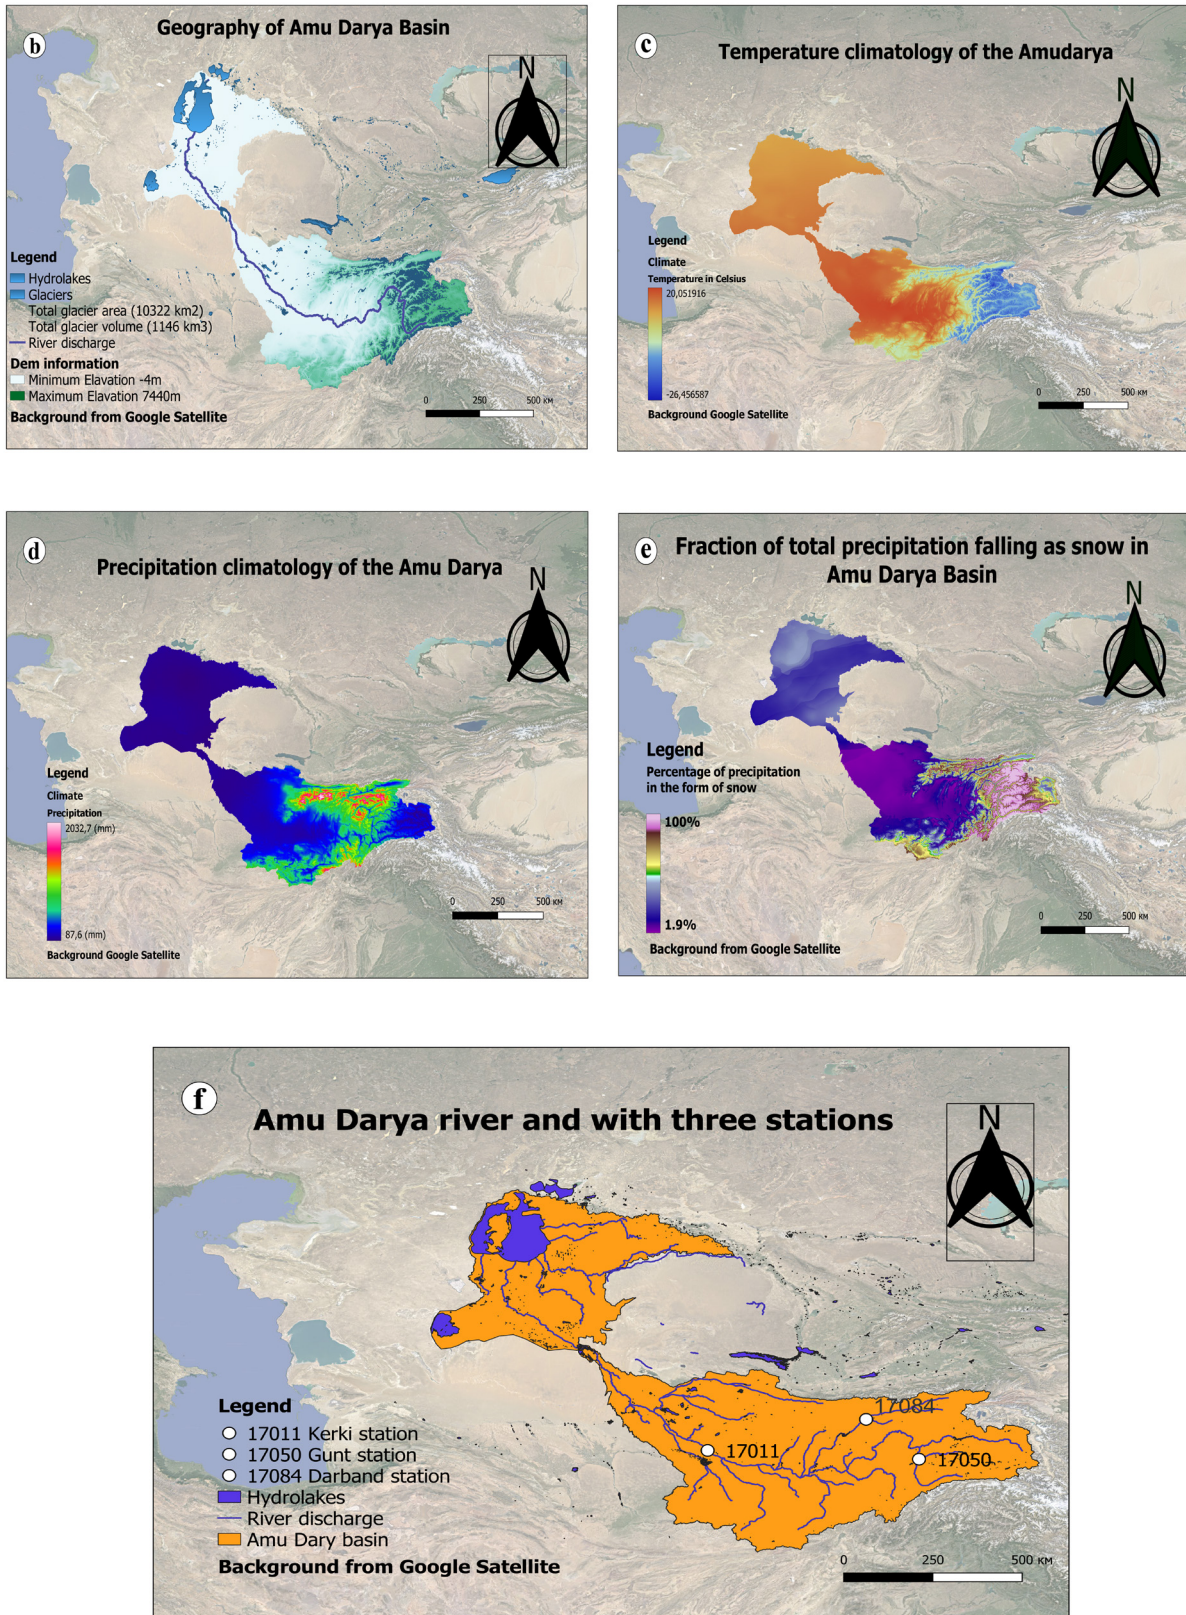 b
Geography of Amu Darya Basin
N
Legend
Hydrolakes
Glaciers
Total glacier area (10322 km2)
Total glacier volume (1146 km3)
River discharge
Dem information
Minimum Elavation -4m
Maximum Elavation 7440m
Background from Google Satellite
0 250 500 КМ
c
Temperature climatology of the Amudarya
N
Legend
Climate
Temperature in Celsius
20,051916
-26,456587
Background Google Satellite
0 250 500 КМ
d
Precipitation climatology of the Amu Darya
N
Legend
Climate
Precipitation
2032,7 (mm)
87,6 (mm)
Background Google Satellite
0 250 500 КМ
e
Fraction of total precipitation falling as snow in
Amu Darya Basin
N
Legend
Percentage of precipitation
in the form of snow
100%
1.9%
Background from Google Satellite
0 250 500 КМ
f
Amu Darya river and with three stations
N
17084
17011
17050
Legend
17011 Kerki station
17050 Gunt station
17084 Darband station
Hydrolakes
River discharge
Amu Dary basin
Background from Google Satellite
0 250 500 КМ